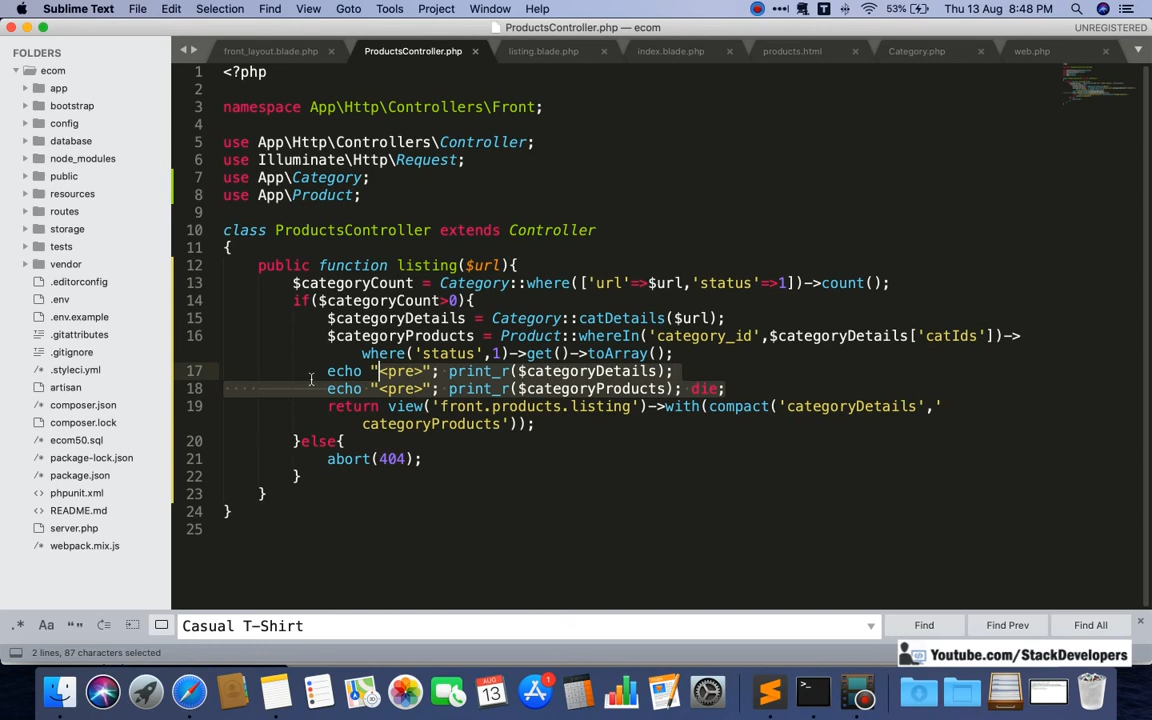 Sublime Text File Edit Selection Find View Goto Tools Project Window Help 53% Thu 13 Aug 8:48 PM
ProductsController.php — ecom UNREGISTERED
FOLDERS
ecom
app
bootstrap
config
database
node_modules
public
resources
routes
storage
tests
vendor
.editorconfig
.env
.env.example
.gitattributes
.gitignore
.styleci.yml
artisan
composer.json
composer.lock
ecom50.sql
package-lock.json
package.json
phpunit.xml
README.md
server.php
webpack.mix.js
front_layout.blade.php ProductsController.php listing.blade.php index.blade.php products.html Category.php web.php
1 <?php
2
3 namespace App\Http\Controllers\Front;
4
5 use App\Http\Controllers\Controller;
6 use Illuminate\Http\Request;
7 use App\Category;
8 use App\Product;
9
10 class ProductsController extends Controller
11 {
12 public function listing($url){
13 $categoryCount = Category::where(['url'=>$url,'status'=>1])->count();
14 if($categoryCount>0){
15 $categoryDetails = Category::catDetails($url);
16 $categoryProducts = Product::whereIn('category_id',$categoryDetails['catIds'])->
where('status',1)->get()->toArray();
17 echo "<pre>"; print_r($categoryDetails);
18 echo "<pre>"; print_r($categoryProducts); die;
19 return view('front.products.listing')->with(compact('categoryDetails','
categoryProducts'));
20 }else{
21 abort(404);
22 }
23 }
24 }
25
.* Aa “” Casual T-Shirt Find Find Prev Find All
2 lines, 87 characters selected
Youtube.com/StackDevelopers
AUG
13
1